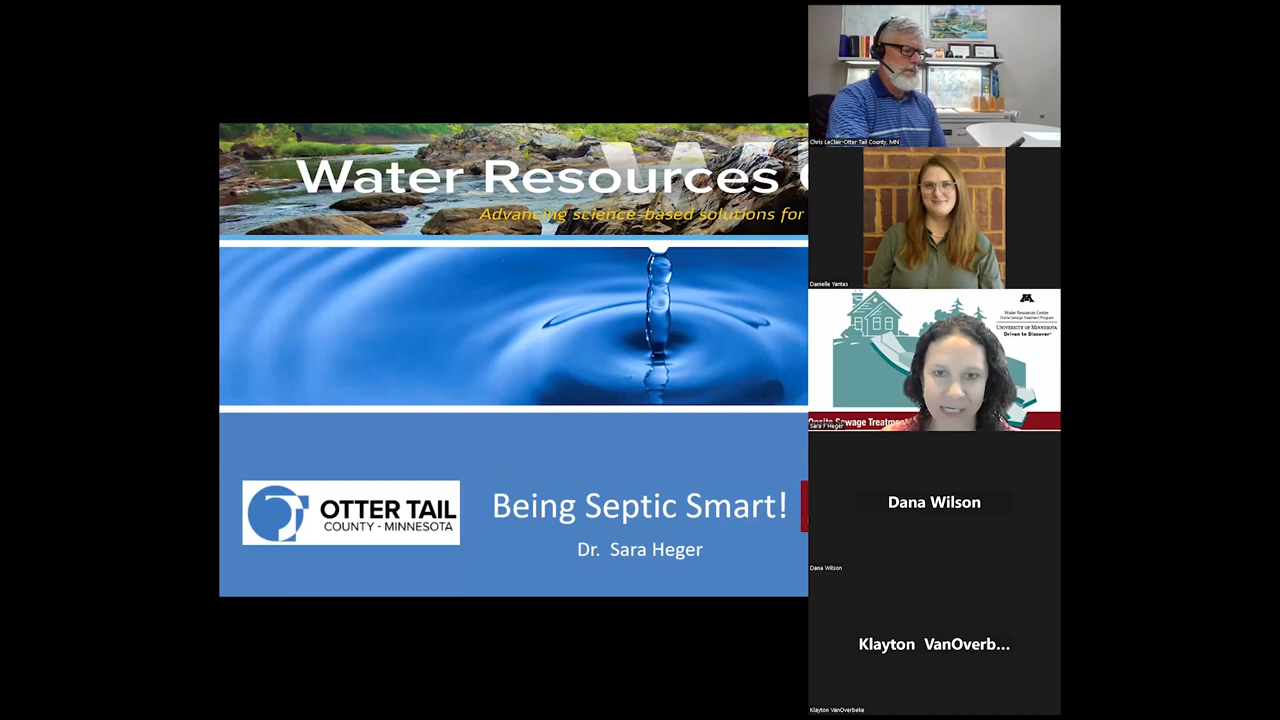 Water Resources
Advancing science-based solutions for
OTTER TAIL
COUNTY - MINNESOTA
Being Septic Smart!
Dr. Sara Heger
Chris LeClair-Otter Tail County, MN
Danielle Yantes
Water Resources Center
Onsite Sewage Treatment Program
UNIVERSITY OF MINNESOTA
Driven to Discover
Onsite Sewage Treatmen
Sara F Heger
Dana Wilson
Dana Wilson
Klayton VanOverb...
Klayton VanOverbeke